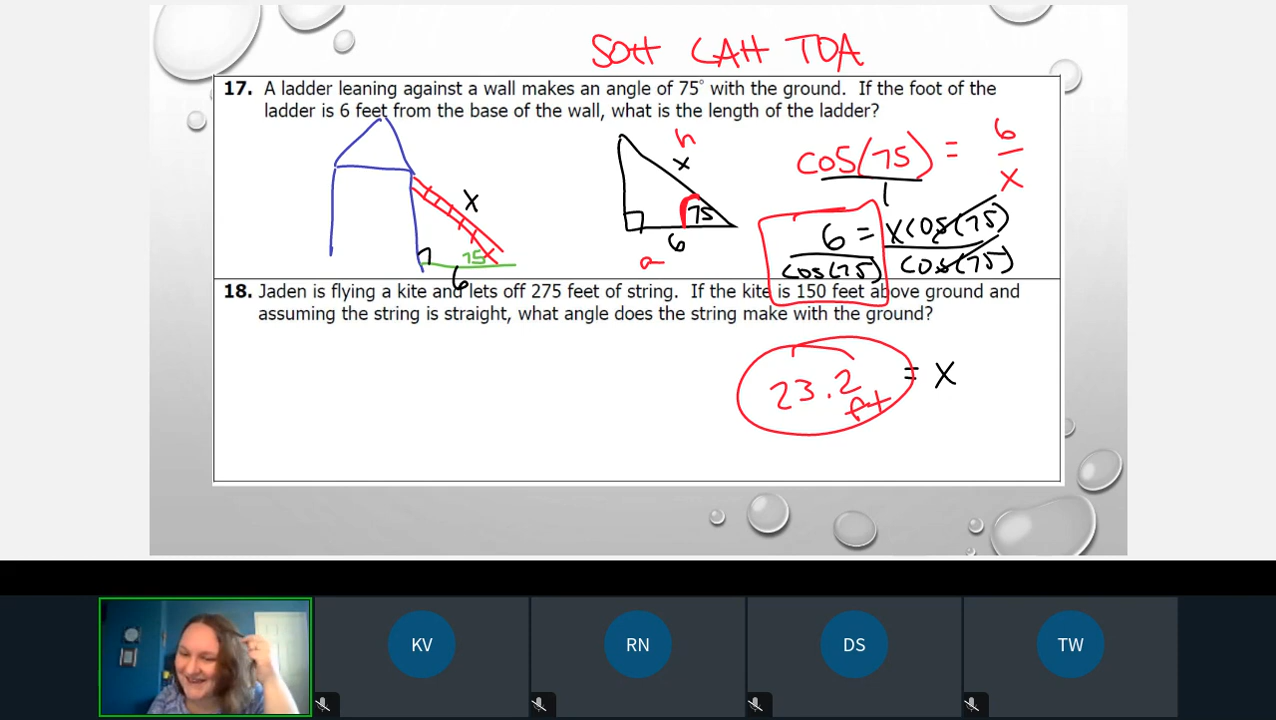 SOH CAH TOA
17. A ladder leaning against a wall makes an angle of 75° with the ground. If the foot of the
ladder is 6 feet from the base of the wall, what is the length of the ladder?
x
75
6
h
x
75
6
a
cos(75) = 6/x
1
6 = x cos(75)
cos(75) cos(75)
18. Jaden is flying a kite and lets off 275 feet of string. If the kite is 150 feet above ground and
assuming the string is straight, what angle does the string make with the ground?
23.2 ft = x
KV
RN
DS
TW